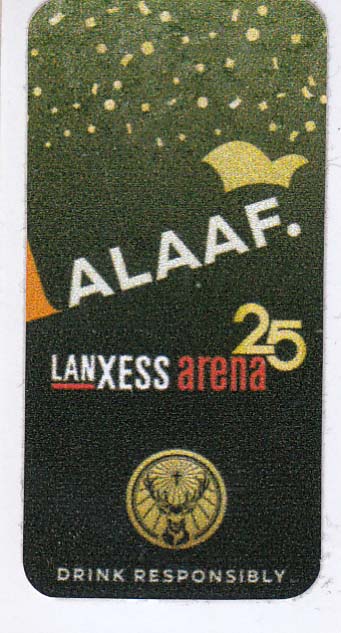 ALAAF.
LANXESS arena 25
DRINK RESPONSIBLY